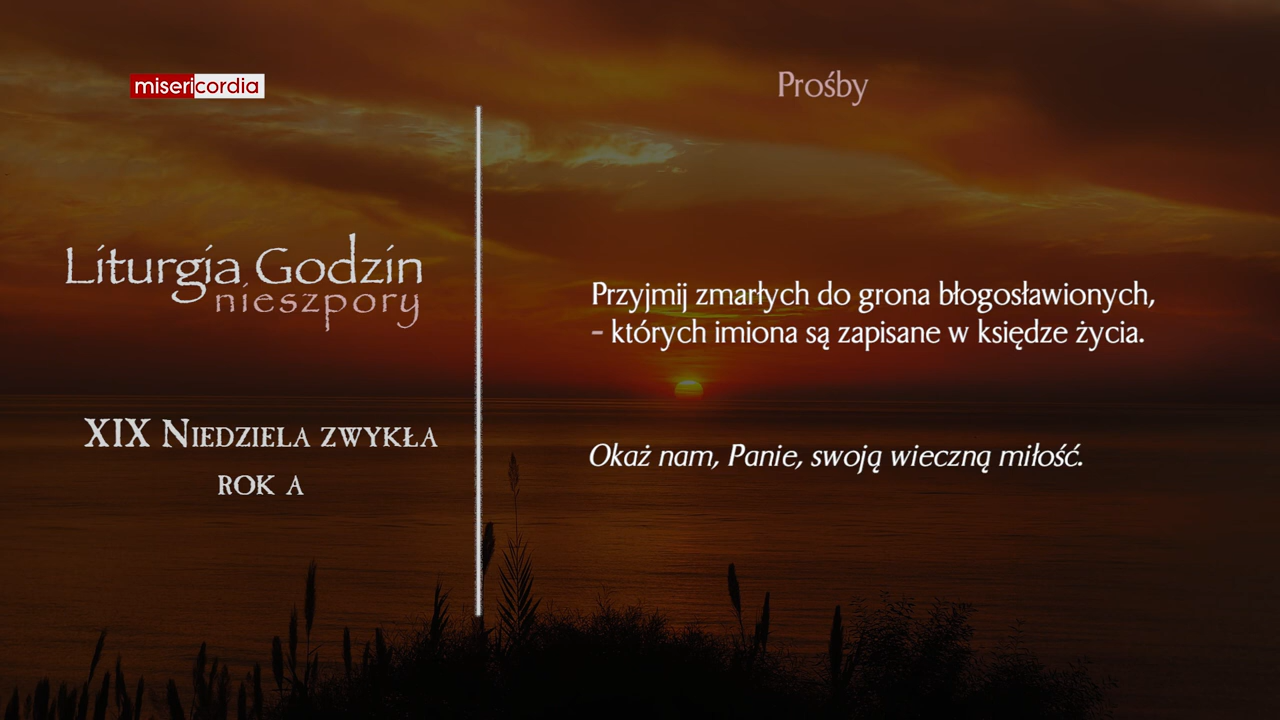 misericordia
Prośby
Liturgia Godzin
nieszpory
XIX Niedziela zwykła
rok a
Przyjmij zmarłych do grona błogosławionych,
– których imiona są zapisane w księdze życia.
Okaż nam, Panie, swoją wieczną miłość.